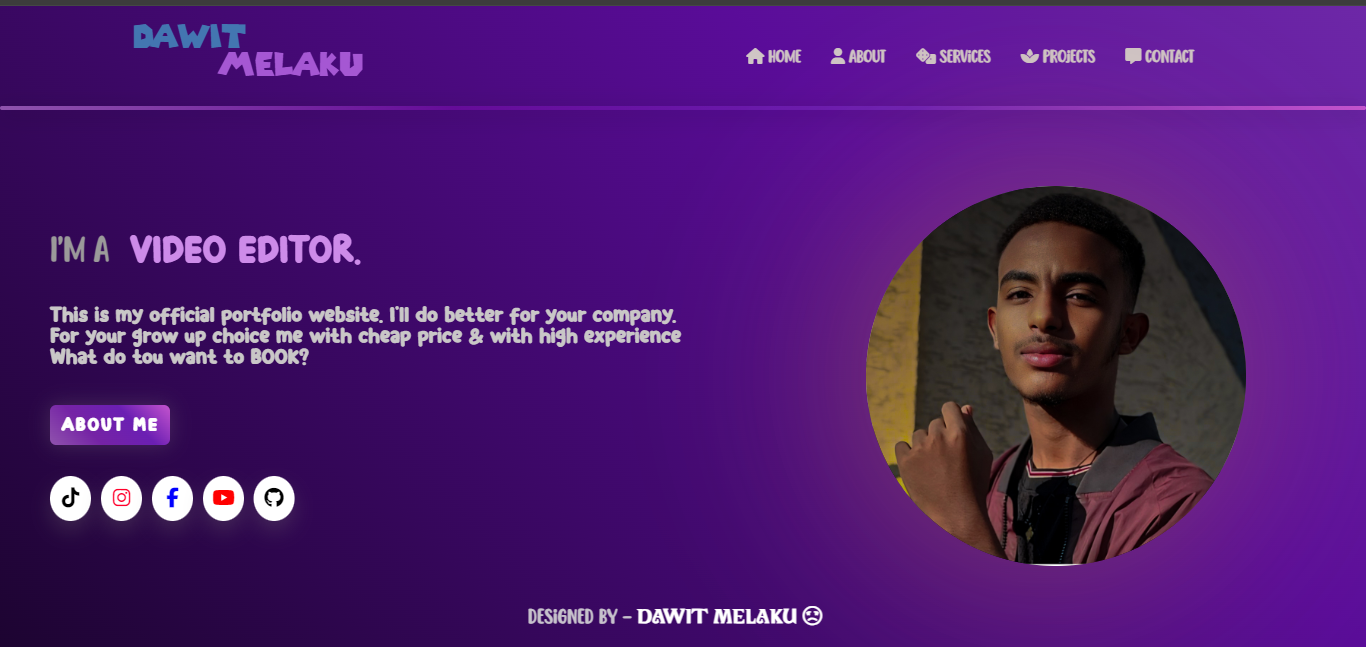 DAWIT
MELAKU
HOME ABOUT SERVICES PROJECTS CONTACT
I'M A VIDEO EDITOR.
This is my official portfolio website. I'll do better for your company.
For your grow up choice me with cheap price & with high experience
What do tou want to BOOK?
ABOUT ME
DESIGNED BY - DAWIT MELAKU